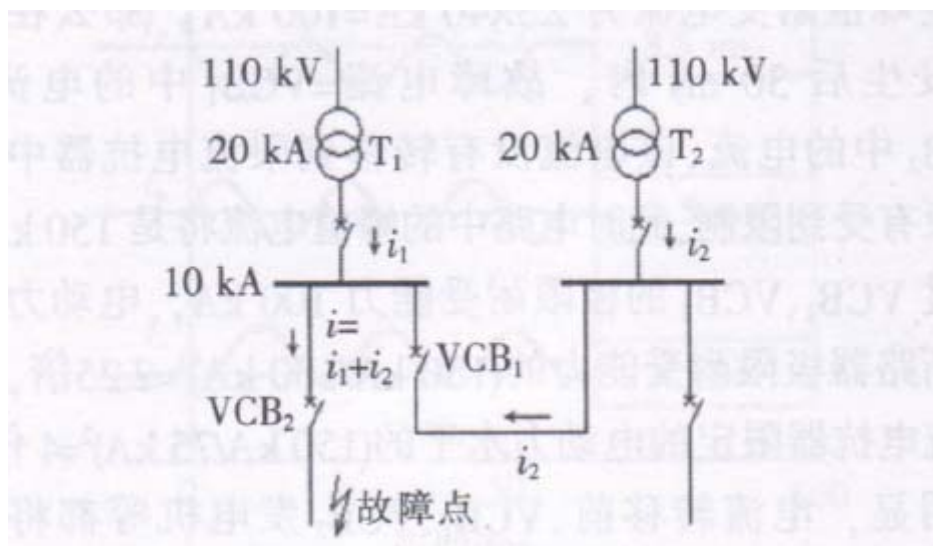 110 kV
110 kV
20 kA T₁
20 kA T₂
i₁
i₂
10 kA
i=
i₁+i₂
VCB₁
VCB₂
i₂
故障点